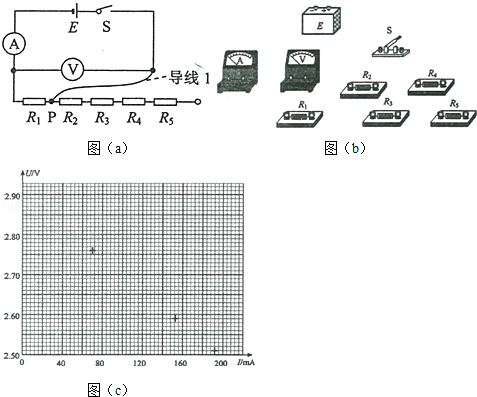 E S
A
V
导线 1
R1 P R2 R3 R4 R5
图（a）
E
S
A V
R2 R4
R1 R3 R5
图（b）
U/V
2.90
2.80
2.70
2.60
2.50
0 40 80 120 160 200 I/mA
图（c）